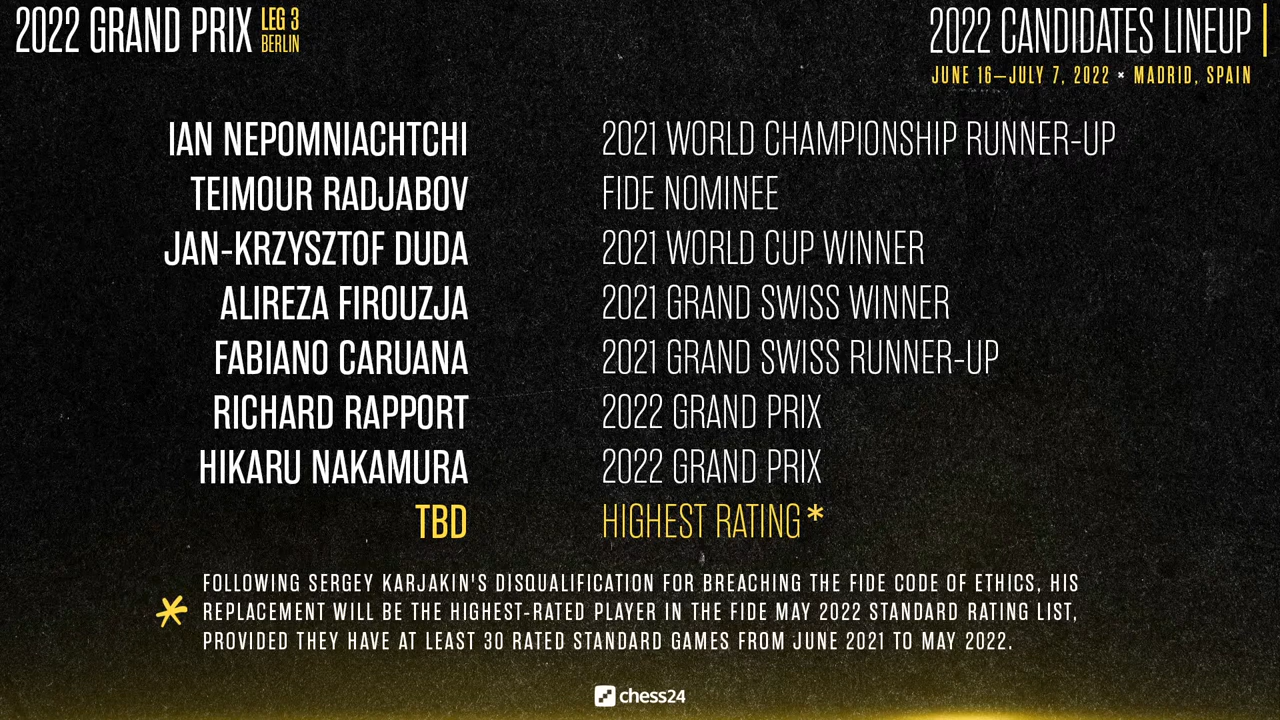 2022 GRAND PRIX LEG 3 BERLIN
2022 CANDIDATES LINEUP
JUNE 16—JULY 7, 2022 × MADRID, SPAIN
IAN NEPOMNIACHTCHI 2021 WORLD CHAMPIONSHIP RUNNER-UP
TEIMOUR RADJABOV FIDE NOMINEE
JAN-KRZYSZTOF DUDA 2021 WORLD CUP WINNER
ALIREZA FIROUZJA 2021 GRAND SWISS WINNER
FABIANO CARUANA 2021 GRAND SWISS RUNNER-UP
RICHARD RAPPORT 2022 GRAND PRIX
HIKARU NAKAMURA 2022 GRAND PRIX
TBD HIGHEST RATING*
* FOLLOWING SERGEY KARJAKIN'S DISQUALIFICATION FOR BREACHING THE FIDE CODE OF ETHICS, HIS
REPLACEMENT WILL BE THE HIGHEST-RATED PLAYER IN THE FIDE MAY 2022 STANDARD RATING LIST,
PROVIDED THEY HAVE AT LEAST 30 RATED STANDARD GAMES FROM JUNE 2021 TO MAY 2022.
chess24